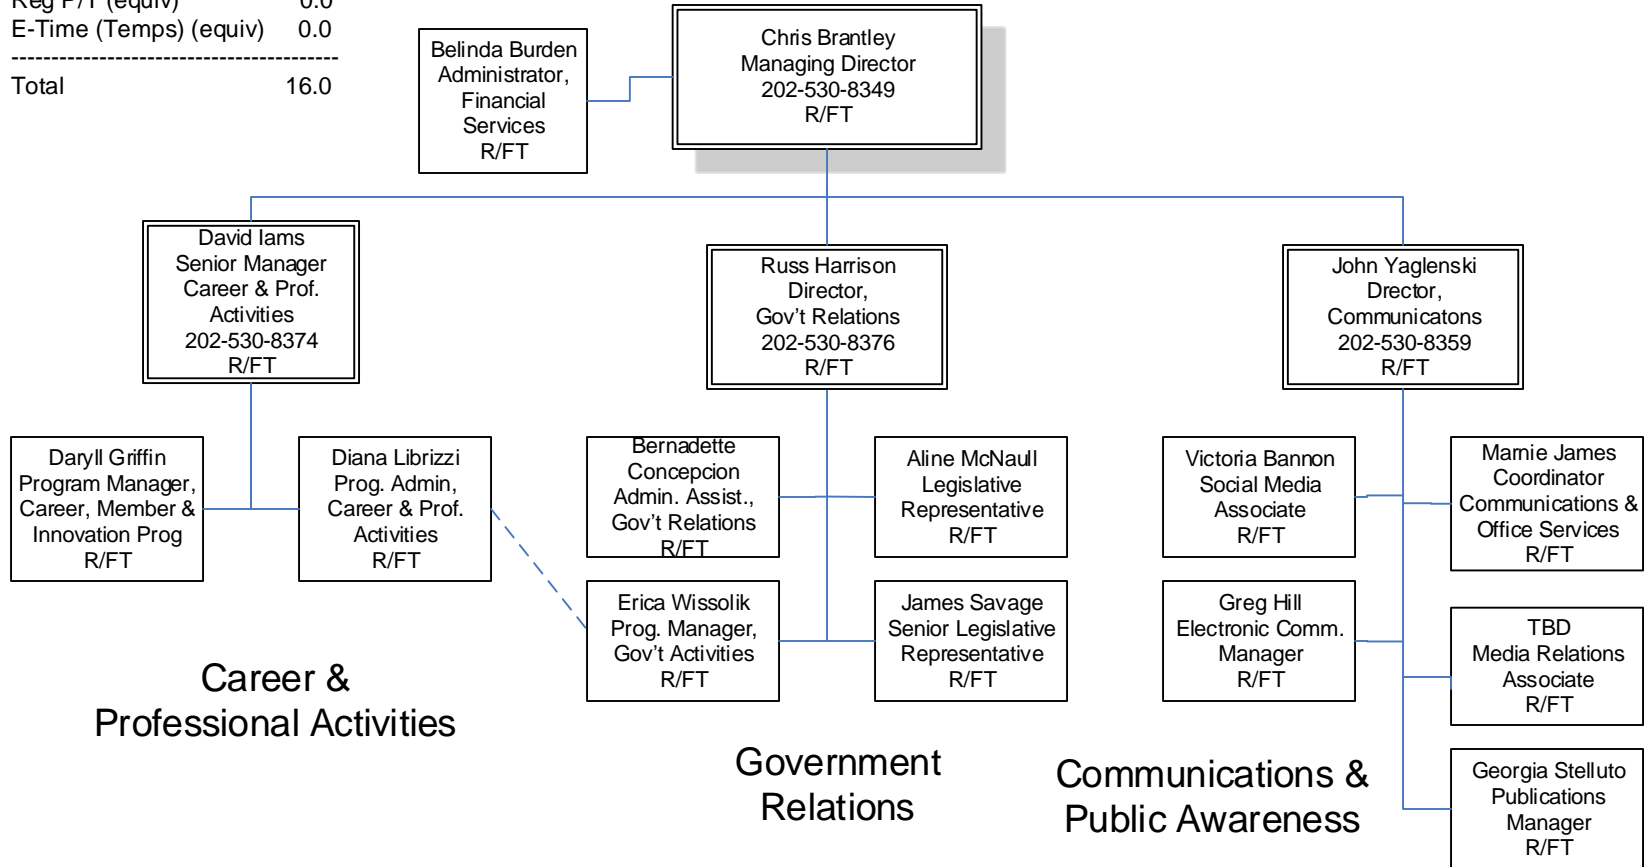 Reg P/T (equiv) 0.0
E-Time (Temps) (equiv) 0.0
-----------------------------------------
Total 16.0
Belinda Burden
Administrator,
Financial
Services
R/FT
Chris Brantley
Managing Director
202-530-8349
R/FT
David Iams
Senior Manager
Career & Prof.
Activities
202-530-8374
R/FT
Russ Harrison
Director,
Gov't Relations
202-530-8376
R/FT
John Yaglenski
Drector,
Communicatons
202-530-8359
R/FT
Daryll Griffin
Program Manager,
Career, Member &
Innovation Prog
R/FT
Diana Librizzi
Prog. Admin,
Career & Prof.
Activities
R/FT
Bernadette
Concepcion
Admin. Assist.,
Gov't Relations
R/FT
Aline McNaull
Legislative
Representative
R/FT
Victoria Bannon
Social Media
Associate
R/FT
Mamie James
Coordinator
Communications &
Office Services
R/FT
Erica Wissolik
Prog. Manager,
Gov't Activities
R/FT
James Savage
Senior Legislative
Representative
R/FT
Greg Hill
Electronic Comm.
Manager
R/FT
TBD
Media Relations
Associate
R/FT
Georgia Stelluto
Publications
Manager
R/FT
Career &
Professional Activities
Government
Relations
Communications &
Public Awareness